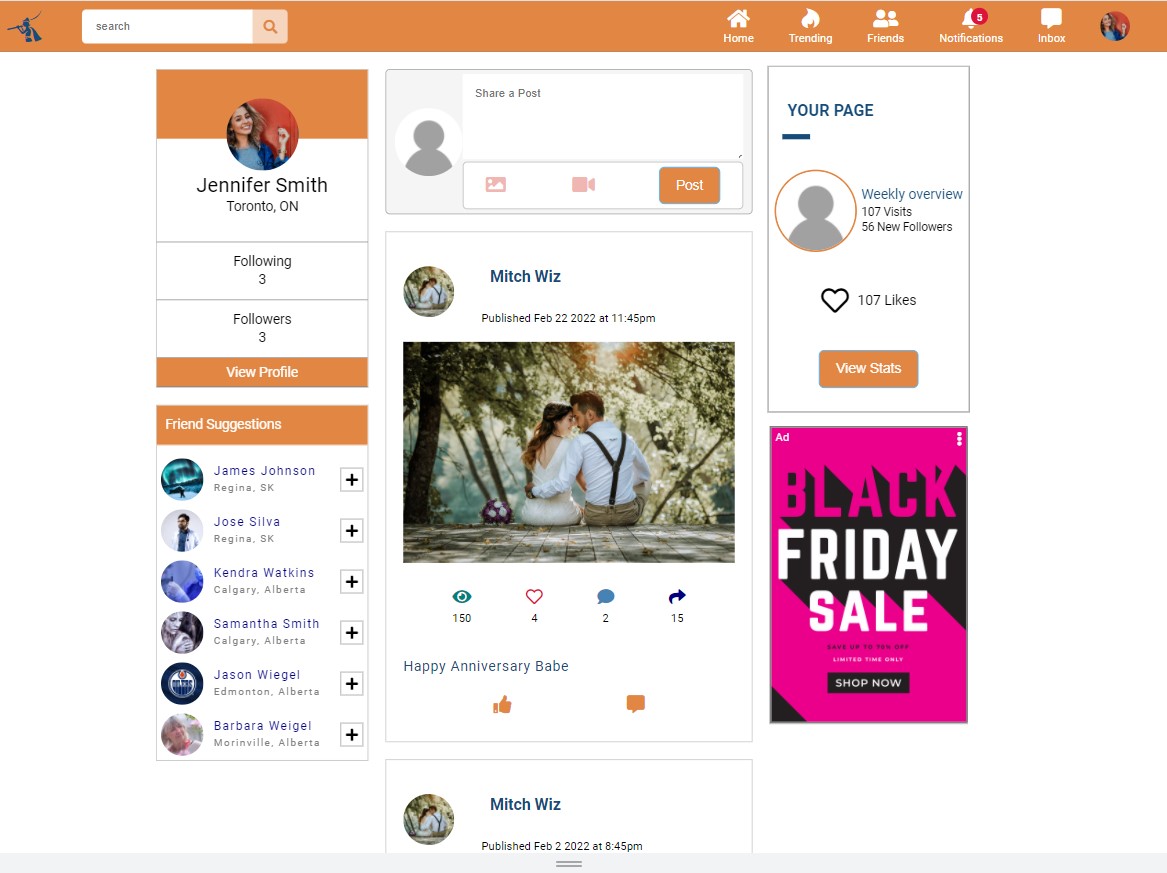 search
Home
Trending
Friends
5
Notifications
Inbox
Jennifer Smith
Toronto, ON
Following
3
Followers
3
View Profile
Friend Suggestions
James Johnson
Regina, SK
Jose Silva
Regina, SK
Kendra Watkins
Calgary, Alberta
Samantha Smith
Calgary, Alberta
Jason Wiegel
Edmonton, Alberta
Barbara Weigel
Morinville, Alberta
Share a Post
Post
Mitch Wiz
Published Feb 22 2022 at 11:45pm
150
4
2
15
Happy Anniversary Babe
Mitch Wiz
Published Feb 2 2022 at 8:45pm
YOUR PAGE
Weekly overview
107 Visits
56 New Followers
107 Likes
View Stats
Ad
BLACK
FRIDAY
SALE
SAVE UP TO 70% OFF
LIMITED TIME ONLY
SHOP NOW